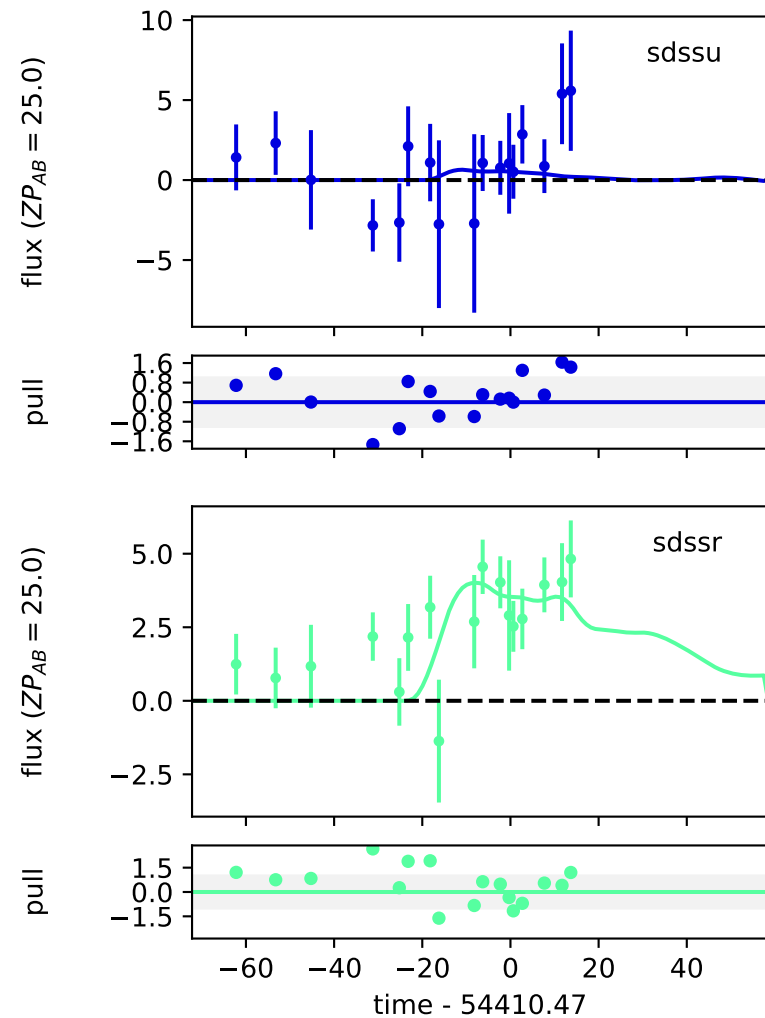 10
5
0
−5
flux (ZP_AB = 25.0)
sdssu
1.6
0.8
0.0
−0.8
−1.6
pull
5.0
2.5
0.0
−2.5
flux (ZP_AB = 25.0)
sdssr
1.5
0.0
−1.5
pull
−60 −40 −20 0 20 40
time - 54410.47